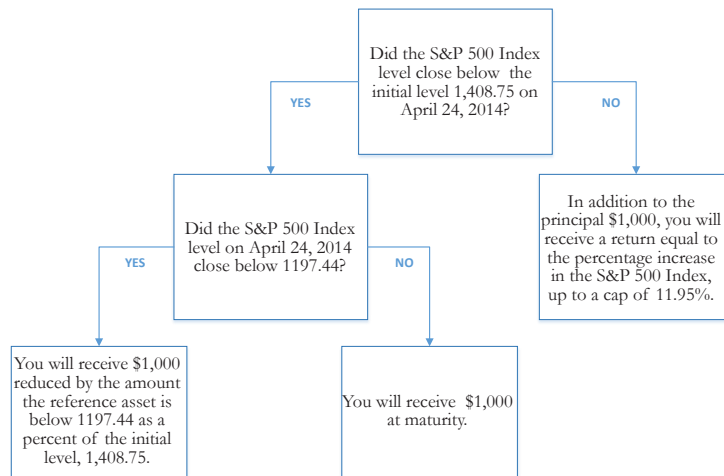 Did the S&P 500 Index
level close below the
initial level 1,408.75 on
April 24, 2014?
YES
NO
Did the S&P 500 Index
level on April 24, 2014
close below 1197.44?
In addition to the
principal $1,000, you will
receive a return equal to
the percentage increase
in the S&P 500 Index,
up to a cap of 11.95%.
YES
NO
You will receive $1,000
reduced by the amount
the reference asset is
below 1197.44 as a
percent of the initial
level, 1,408.75.
You will receive $1,000
at maturity.